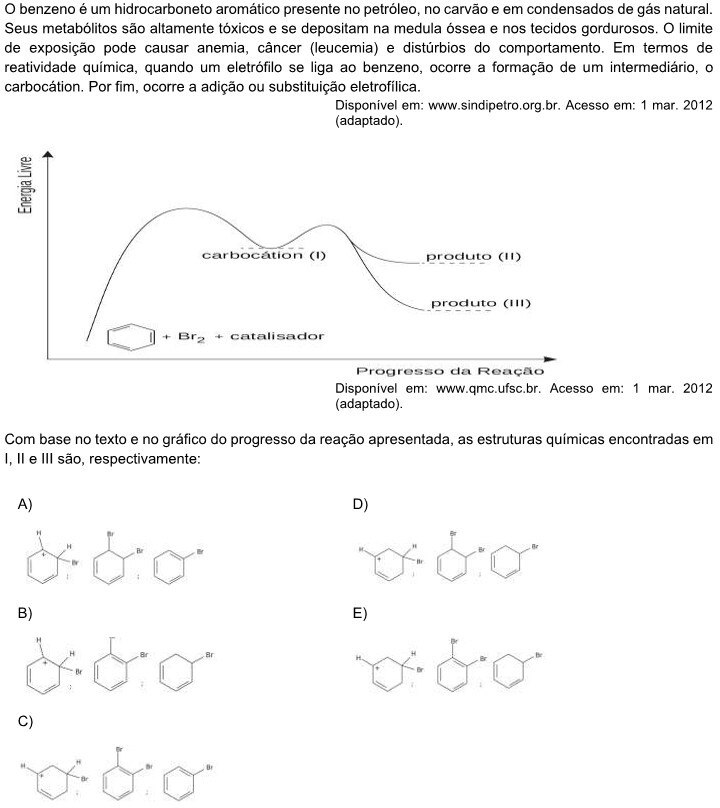 O benzeno é um hidrocarboneto aromático presente no petróleo, no carvão e em condensados de gás natural.
Seus metabólitos são altamente tóxicos e se depositam na medula óssea e nos tecidos gordurosos. O limite
de exposição pode causar anemia, câncer (leucemia) e distúrbios do comportamento. Em termos de
reatividade química, quando um eletrófilo se liga ao benzeno, ocorre a formação de um intermediário, o
carbocátion. Por fim, ocorre a adição ou substituição eletrofílica.
Disponível em: www.sindipetro.org.br. Acesso em: 1 mar. 2012
(adaptado).
Energia Livre
carbocátion (I)
produto (II)
produto (III)
+ Br2 + catalisador
Progresso da Reação
Disponível em: www.qmc.ufsc.br. Acesso em: 1 mar. 2012
(adaptado).
Com base no texto e no gráfico do progresso da reação apresentada, as estruturas químicas encontradas em
I, II e III são, respectivamente:
A)
H
H
+
Br
;
Br
Br
;
Br
D)
H
H
+
Br
;
Br
Br
;
Br
B)
H
H
+
Br
;
Br
;
Br
E)
H
H
+
Br
;
Br
Br
;
Br
C)
H
H
+
Br
;
Br
Br
;
Br